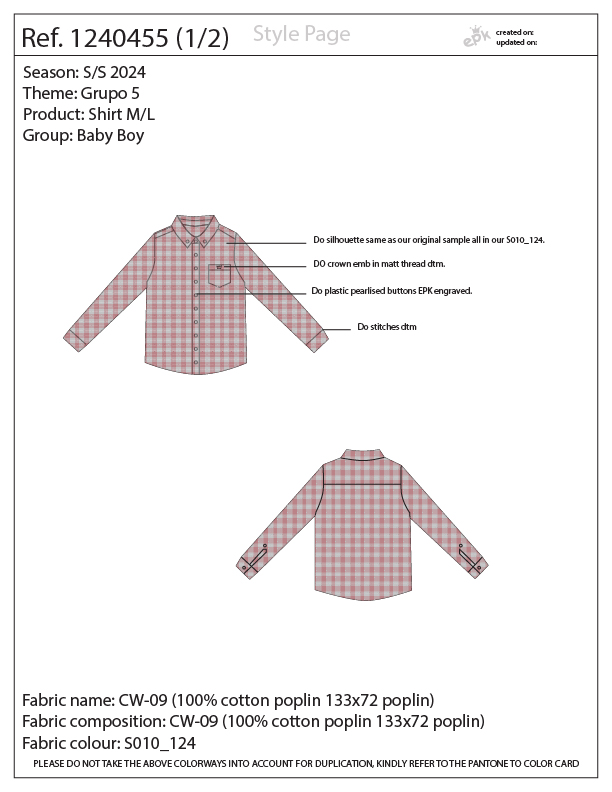 Ref. 1240455 (1/2)
Style Page
epk
created on:
updated on:
Season: S/S 2024
Theme: Grupo 5
Product: Shirt M/L
Group: Baby Boy
Do silhouette same as our original sample all in our S010_124.
DO crown emb in matt thread dtm.
Do plastic pearlised buttons EPK engraved.
Do stitches dtm
Fabric name: CW-09 (100% cotton poplin 133x72 poplin)
Fabric composition: CW-09 (100% cotton poplin 133x72 poplin)
Fabric colour: S010_124
PLEASE DO NOT TAKE THE ABOVE COLORWAYS INTO ACCOUNT FOR DUPLICATION, KINDLY REFER TO THE PANTONE TO COLOR CARD